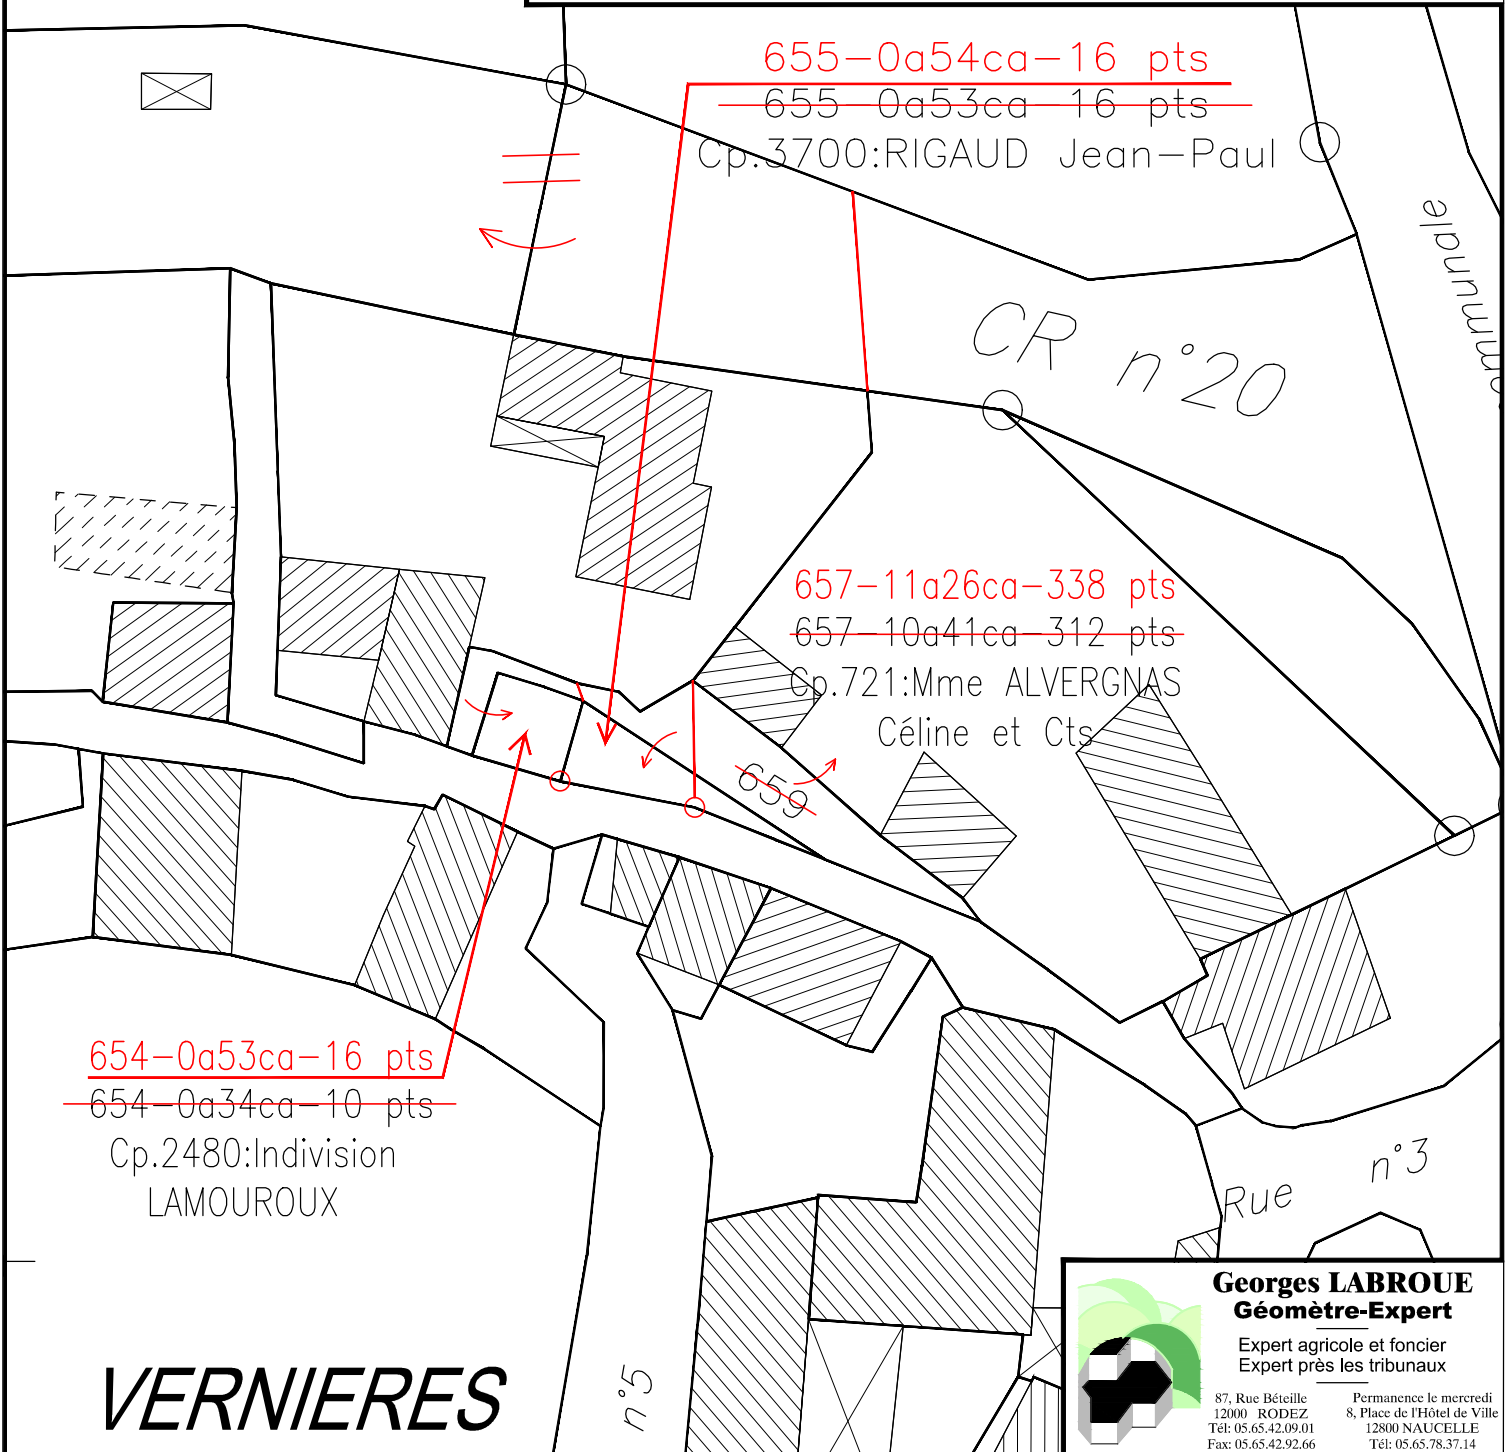 655-0a54ca-16 pts
655-0a53ca-16 pts
Cp.3700:RIGAUD Jean-Paul
communale
CR n°20
657-11a26ca-338 pts
657-10a41ca-312 pts
Cp.721:Mme ALVERGNAS
Céline et Cts
659
654-0a53ca-16 pts
654-0a34ca-10 pts
Cp.2480:Indivision
LAMOUROUX
Rue n°3
n°5
VERNIERES
Georges LABROUE
Géomètre-Expert
Expert agricole et foncier
Expert près les tribunaux
87, Rue Béteille
12000 RODEZ
Tél: 05.65.42.09.01
Fax: 05.65.42.92.66
Permanence le mercredi
8, Place de l'Hôtel de Ville
12800 NAUCELLE
Tél: 05.65.78.37.14